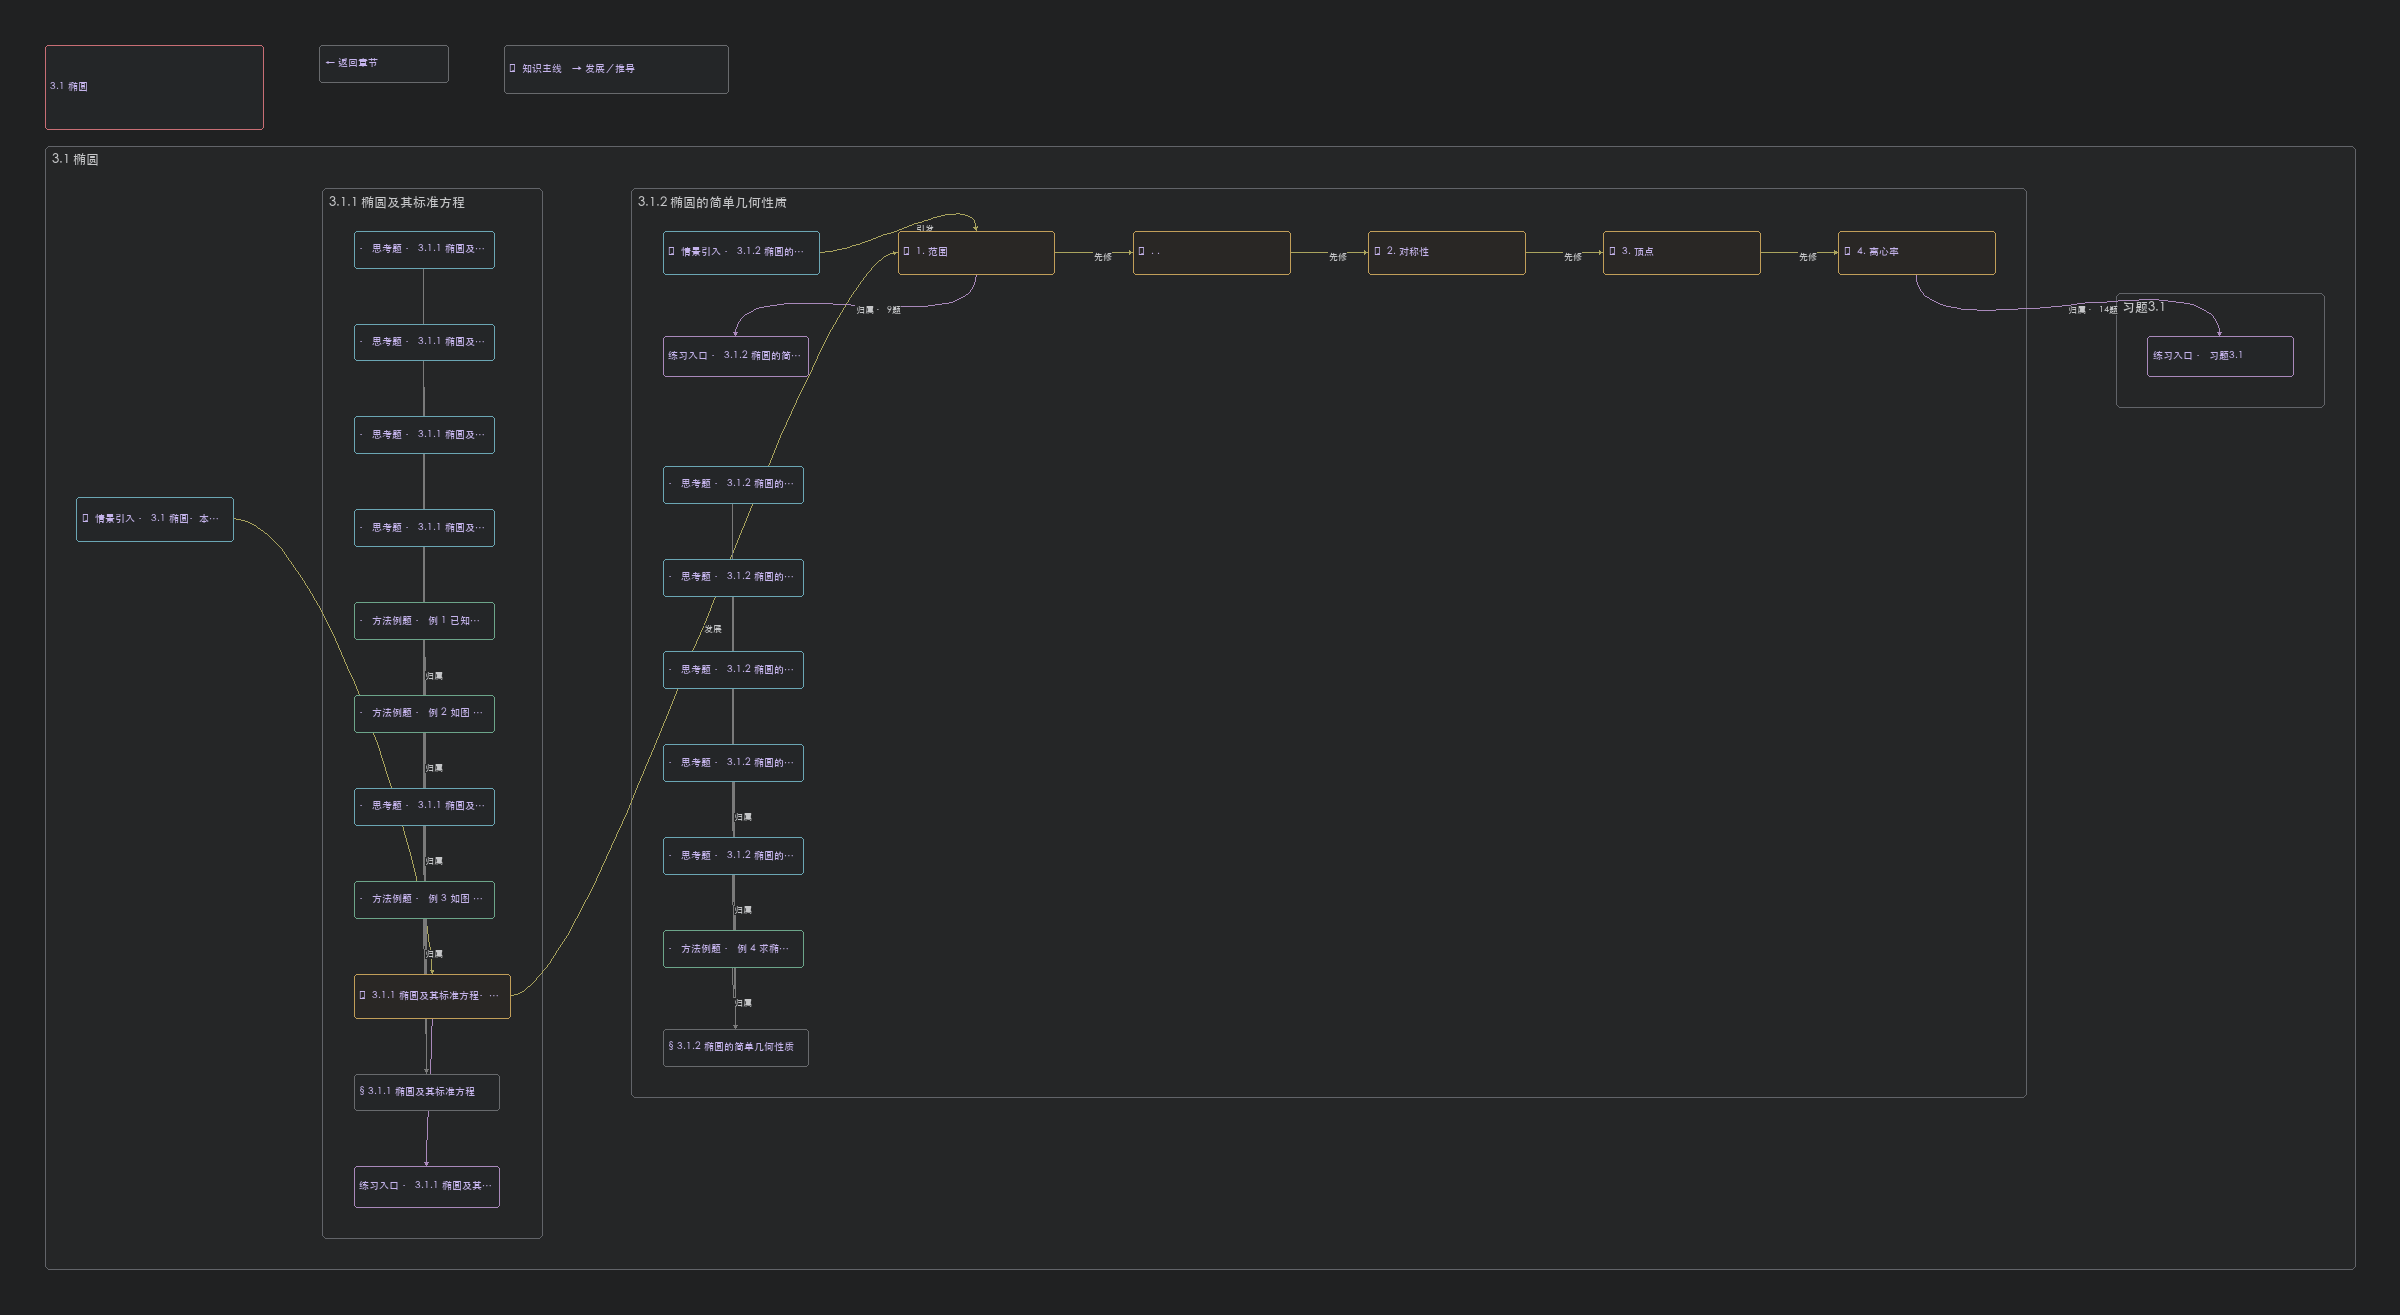 3.1 椭圆
← 返回章节
知识主线 → 发展／推导
3.1 椭圆
3.1.1 椭圆及其标准方程
· 思考题 · 3.1.1 椭圆及…
· 思考题 · 3.1.1 椭圆及…
· 思考题 · 3.1.1 椭圆及…
· 思考题 · 3.1.1 椭圆及…
情景引入 · 3.1 椭圆· 本…
· 方法例题 · 例 1 已知…
归属
· 方法例题 · 例 2 如图 …
归属
· 思考题 · 3.1.1 椭圆及…
归属
· 方法例题 · 例 3 如图 …
归属
3.1.1 椭圆及其标准方程· …
§ 3.1.1 椭圆及其标准方程
练习入口 · 3.1.1 椭圆及其…
3.1.2 椭圆的简单几何性质
情景引入 · 3.1.2 椭圆的…
引发
1. 范围
先修
. .
先修
2. 对称性
先修
3. 顶点
先修
4. 离心率
归属 · 9题
归属 · 14题
习题3.1
练习入口 · 3.1.2 椭圆的简…
练习入口 · 习题3.1
· 思考题 · 3.1.2 椭圆的…
· 思考题 · 3.1.2 椭圆的…
发展
· 思考题 · 3.1.2 椭圆的…
· 思考题 · 3.1.2 椭圆的…
归属
· 思考题 · 3.1.2 椭圆的…
归属
· 方法例题 · 例 4 求椭…
归属
§ 3.1.2 椭圆的简单几何性质